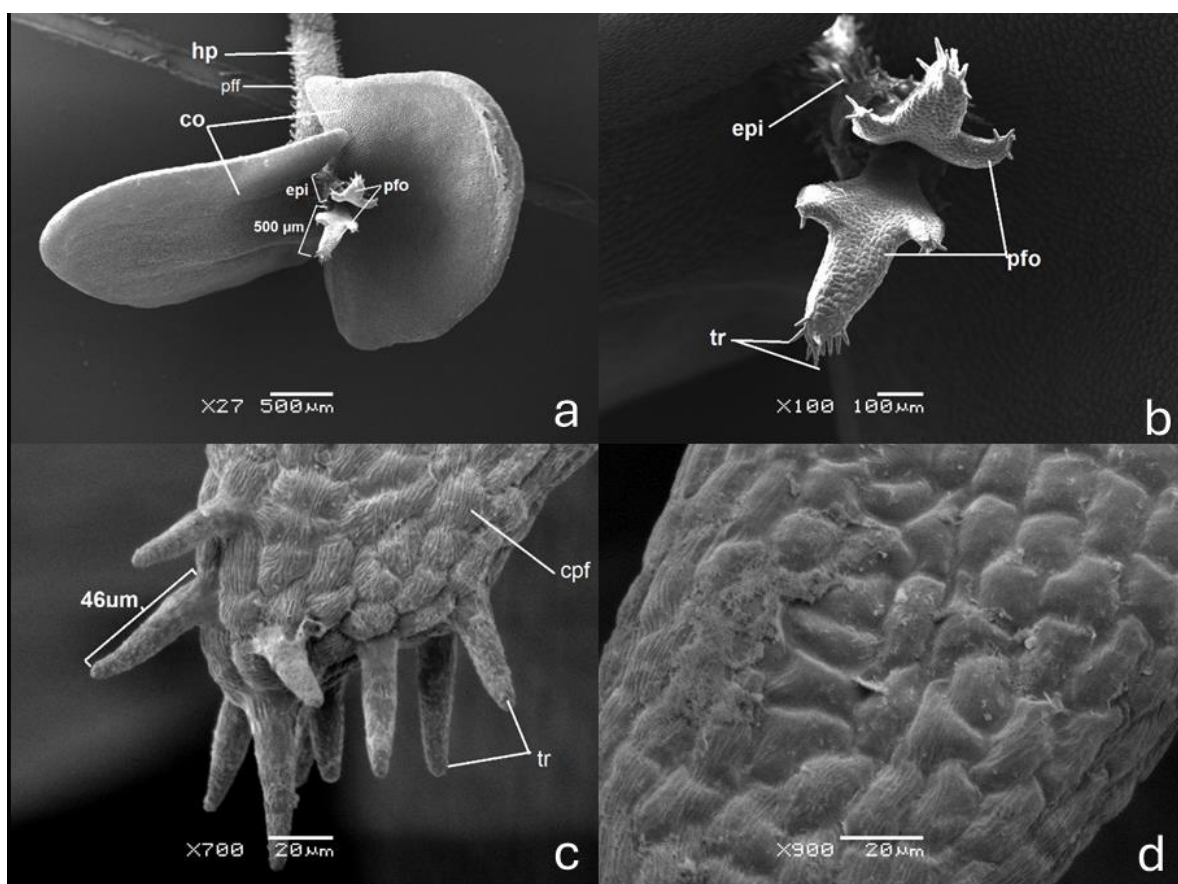 hp
pff
co
epi
pfo
500 µm
X27 500µm
a
epi
pfo
tr
X100 100µm
b
46um
cpf
tr
X700 20µm
c
X900 20µm
d